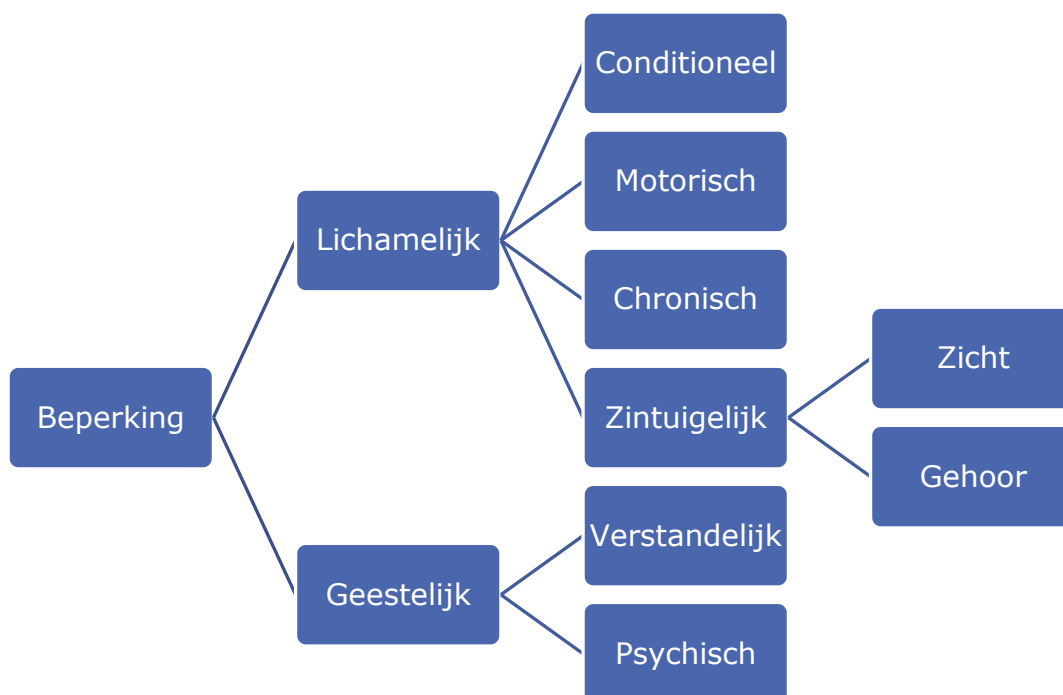 Conditioneel
Motorisch
Lichamelijk
Chronisch
Zicht
Beperking
Zintuigelijk
Gehoor
Verstandelijk
Geestelijk
Psychisch